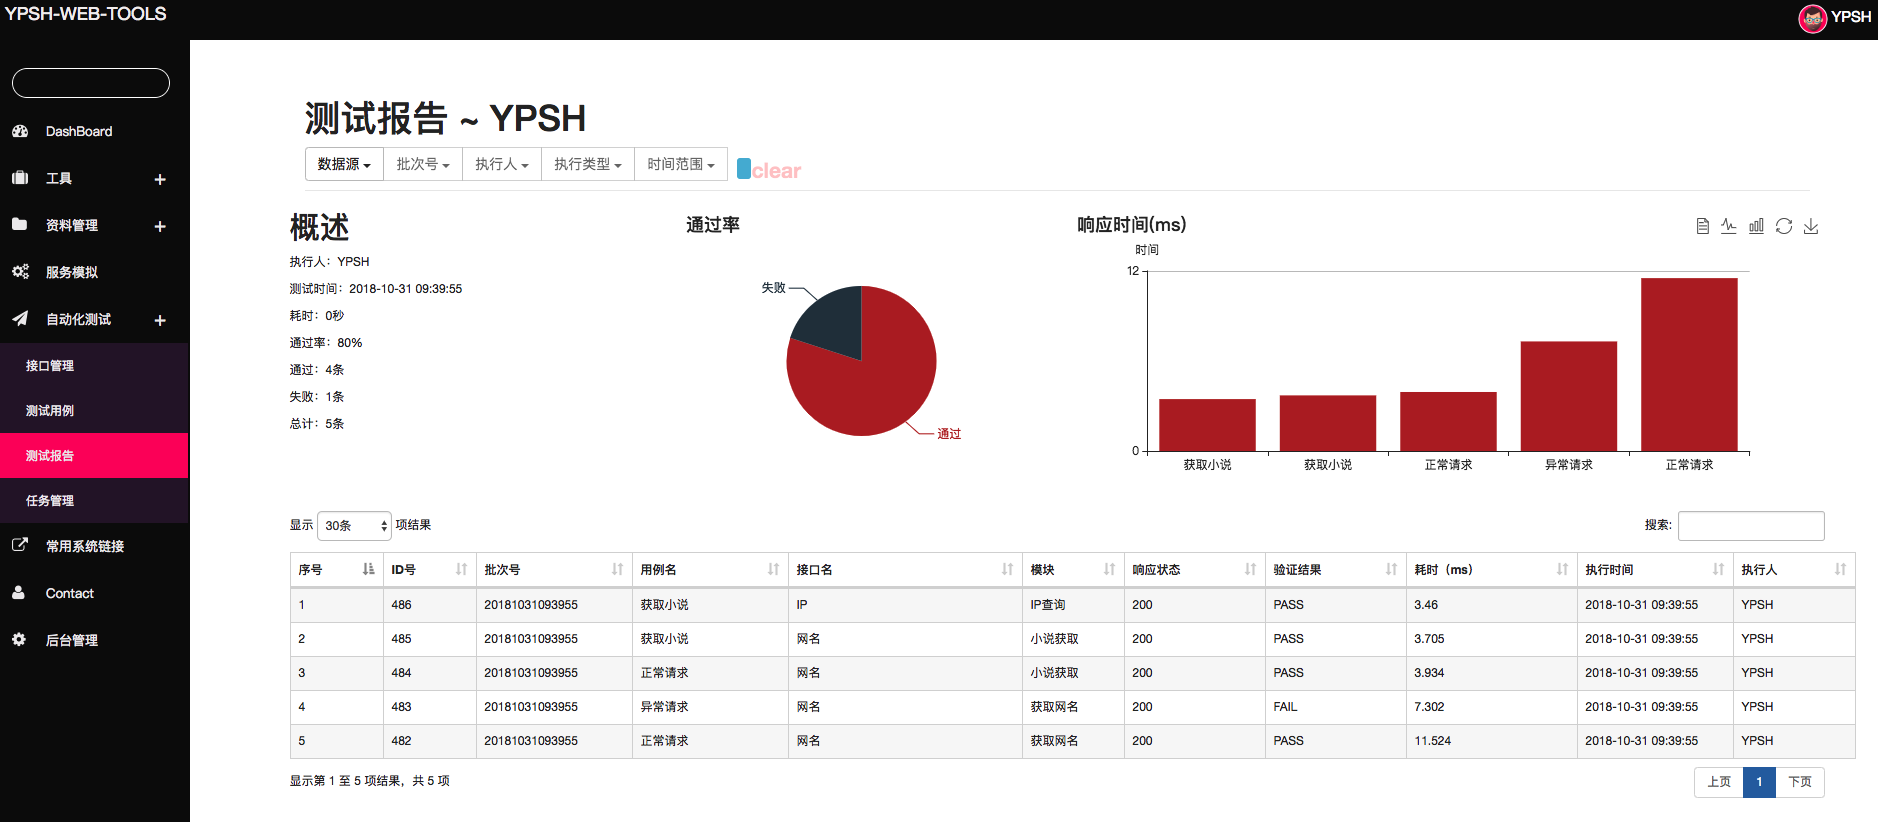 YPSH-WEB-TOOLS
YPSH
DashBoard
工具
资料管理
服务模拟
自动化测试
接口管理
测试用例
测试报告
任务管理
常用系统链接
Contact
后台管理
测试报告 ~ YPSH
数据源 批次号 执行人 执行类型 时间范围 clear
概述
执行人：YPSH
测试时间：2018-10-31 09:39:55
耗时：0秒
通过率：80%
通过：4条
失败：1条
总计：5条
通过率
失败
通过
响应时间(ms)
时间
12
0
获取小说 获取小说 正常请求 异常请求 正常请求
显示 30条 项结果
搜索:
序号 ID号 批次号 用例名 接口名 模块 响应状态 验证结果 耗时（ms） 执行时间 执行人
1 486 20181031093955 获取小说 IP IP查询 200 PASS 3.46 2018-10-31 09:39:55 YPSH
2 485 20181031093955 获取小说 网名 小说获取 200 PASS 3.705 2018-10-31 09:39:55 YPSH
3 484 20181031093955 正常请求 网名 小说获取 200 PASS 3.934 2018-10-31 09:39:55 YPSH
4 483 20181031093955 异常请求 网名 获取网名 200 FAIL 7.302 2018-10-31 09:39:55 YPSH
5 482 20181031093955 正常请求 网名 获取网名 200 PASS 11.524 2018-10-31 09:39:55 YPSH
显示第 1 至 5 项结果，共 5 项
上页 1 下页